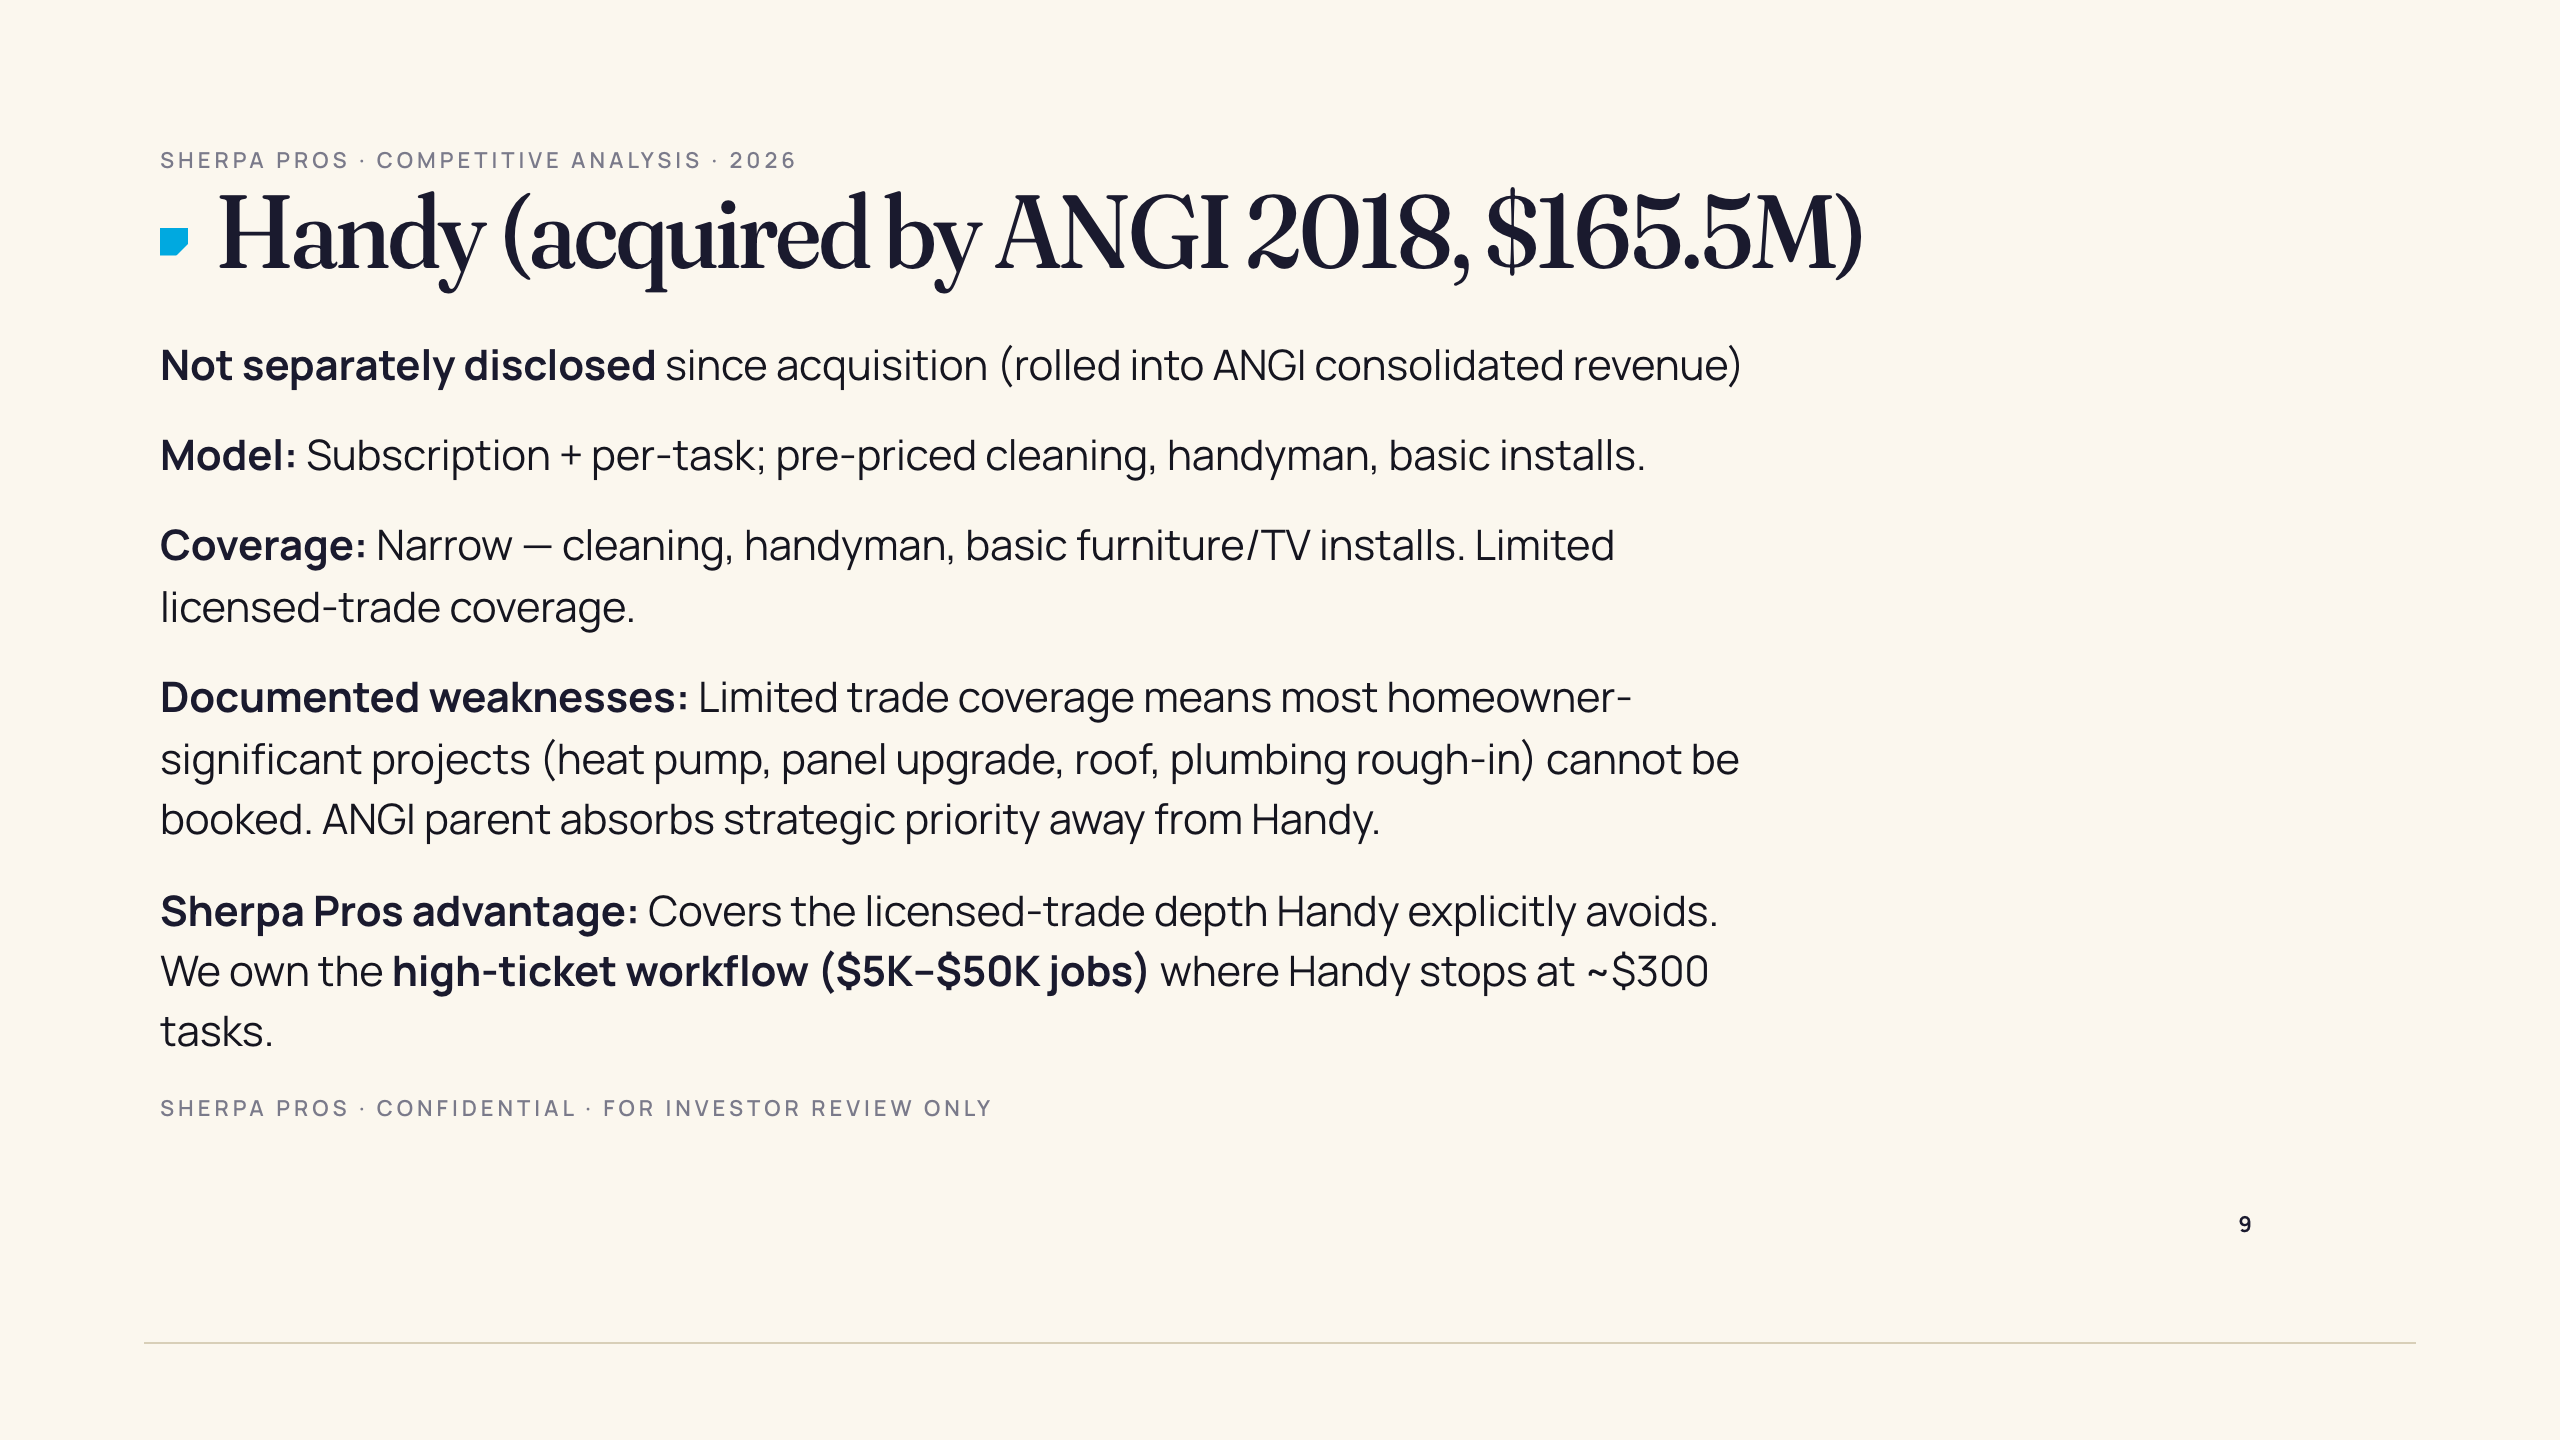 SHERPA PROS · COMPETITIVE ANALYSIS · 2026
Handy (acquired by ANGI 2018, $165.5M)
Not separately disclosed since acquisition (rolled into ANGI consolidated revenue)
Model: Subscription + per-task; pre-priced cleaning, handyman, basic installs.
Coverage: Narrow — cleaning, handyman, basic furniture/TV installs. Limited
licensed-trade coverage.
Documented weaknesses: Limited trade coverage means most homeowner-
significant projects (heat pump, panel upgrade, roof, plumbing rough-in) cannot be
booked. ANGI parent absorbs strategic priority away from Handy.
Sherpa Pros advantage: Covers the licensed-trade depth Handy explicitly avoids.
We own the high-ticket workflow ($5K–$50K jobs) where Handy stops at ~$300
tasks.
SHERPA PROS · CONFIDENTIAL · FOR INVESTOR REVIEW ONLY
9